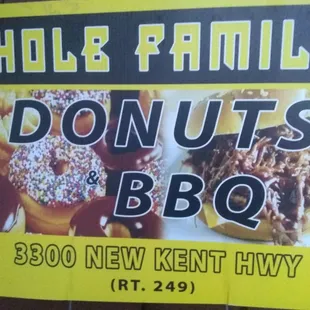 HOLE FAMIL
DONUTS
& BBQ
3300 NEW KENT HWY
(RT. 249)